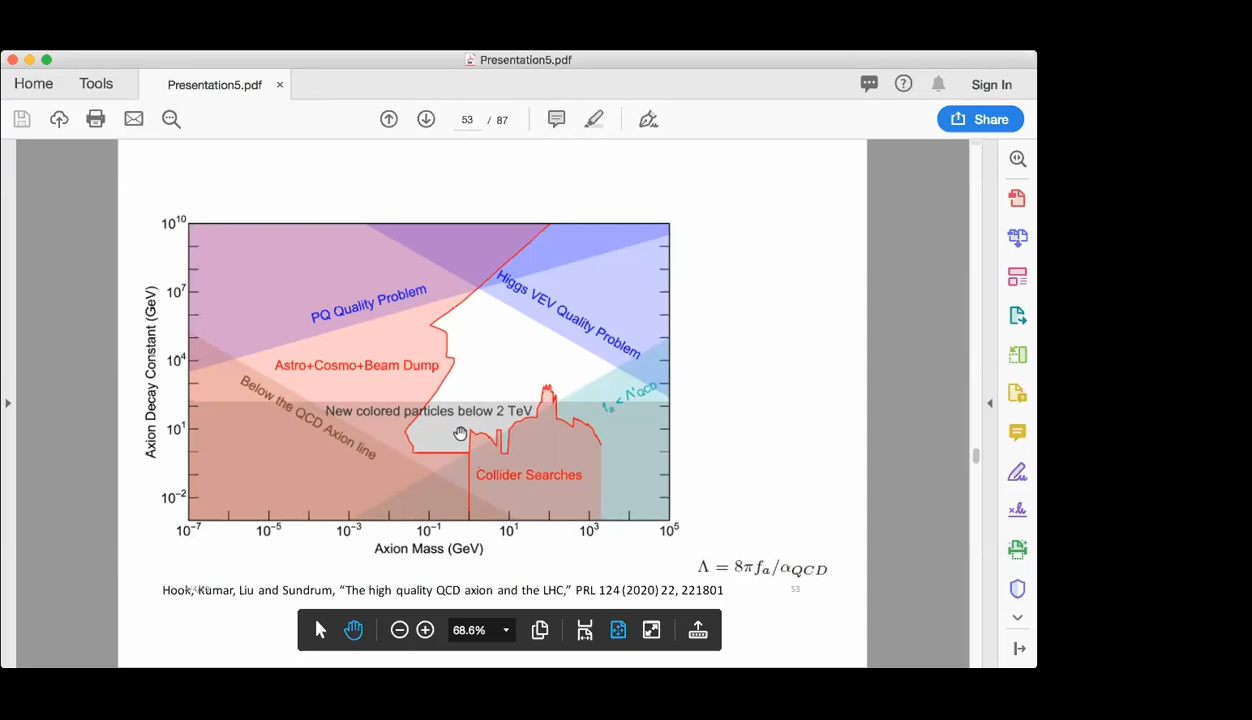 Presentation5.pdf
Home Tools Presentation5.pdf × Sign In
53 / 87 Share
10^10
10^7
10^4
10^1
10^-2
Axion Decay Constant (GeV)
PQ Quality Problem
Higgs VEV Quality Problem
Astro+Cosmo+Beam Dump
Below the QCD Axion line
New colored particles below 2 TeV
f_a < Λ'_QCD
Collider Searches
10^-7 10^-5 10^-3 10^-1 10^1 10^3 10^5
Axion Mass (GeV)
Λ = 8πf_a/α_QCD
Hook, Kumar, Liu and Sundrum, “The high quality QCD axion and the LHC,” PRL 124 (2020) 22, 221801
53
68.6%